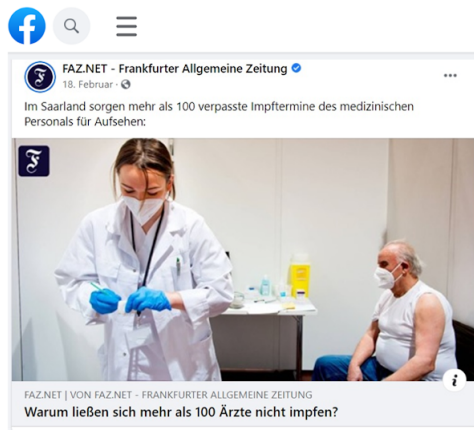 FAZ.NET - Frankfurter Allgemeine Zeitung
18. Februar ·
Im Saarland sorgen mehr als 100 verpasste Impftermine des medizinischen
Personals für Aufsehen:
FAZ.NET | VON FAZ.NET - FRANKFURTER ALLGEMEINE ZEITUNG
Warum ließen sich mehr als 100 Ärzte nicht impfen?